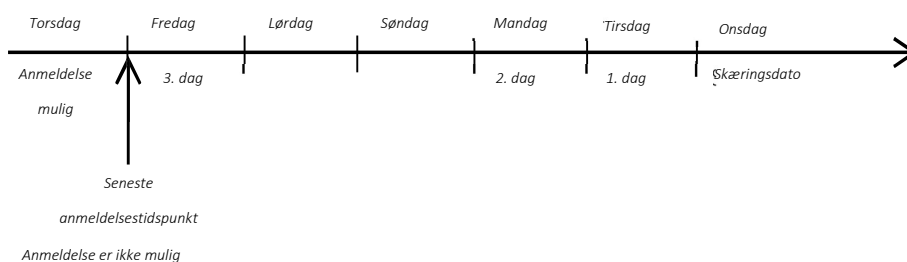 Torsdag Fredag Lørdag Søndag Mandag Tirsdag Onsdag
Anmeldelse 3. dag 2. dag 1. dag Skæringsdato
mulig
Seneste
anmeldelsestidspunkt
Anmeldelse er ikke mulig